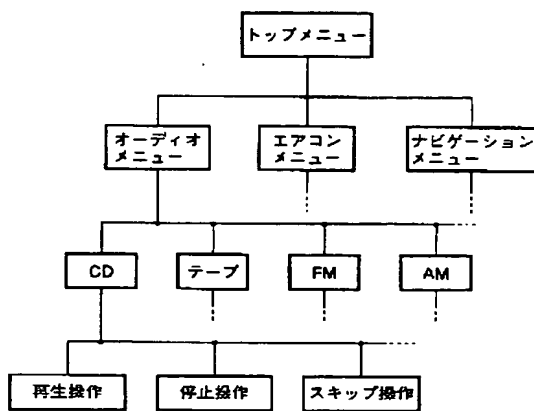 トップメニュー
オーディオ
メニュー
エアコン
メニュー
ナビゲーション
メニュー
CD
テープ
FM
AM
再生操作
停止操作
スキップ操作